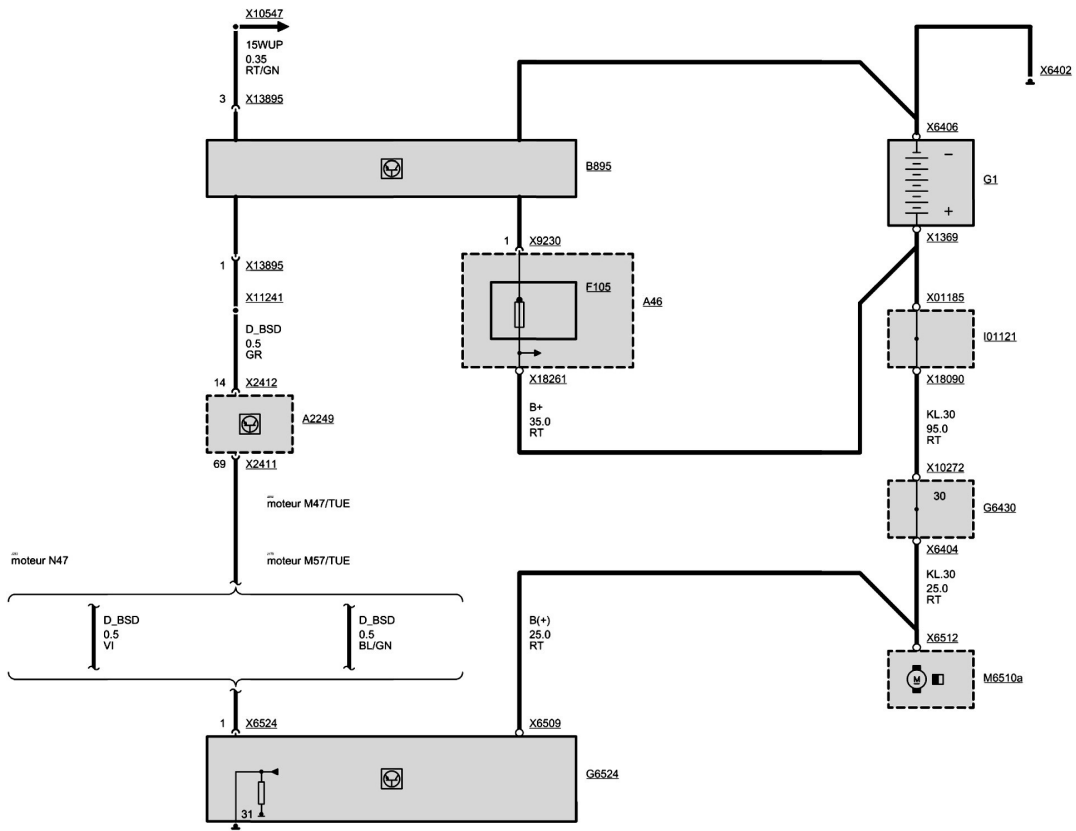 X10547
15WUP
0.35
RT/GN
3 X13895
X6402
X6406
B895
G1
1 X9230
X1369
1 X13895
F105
A46
X11241
X01185
D_BSD
0.5
GR
I01121
X18261
X18090
14 X2412
B+
35.0
RT
KL.30
95.0
RT
A2249
69 X2411
X10272
30
G6430
moteur M47/TUE
moteur N47
moteur M57/TUE
X6404
KL.30
25.0
RT
D_BSD
0.5
VI
D_BSD
0.5
BL/GN
B(+)
25.0
RT
X6512
M
M6510a
1 X6524
X6509
G6524
31